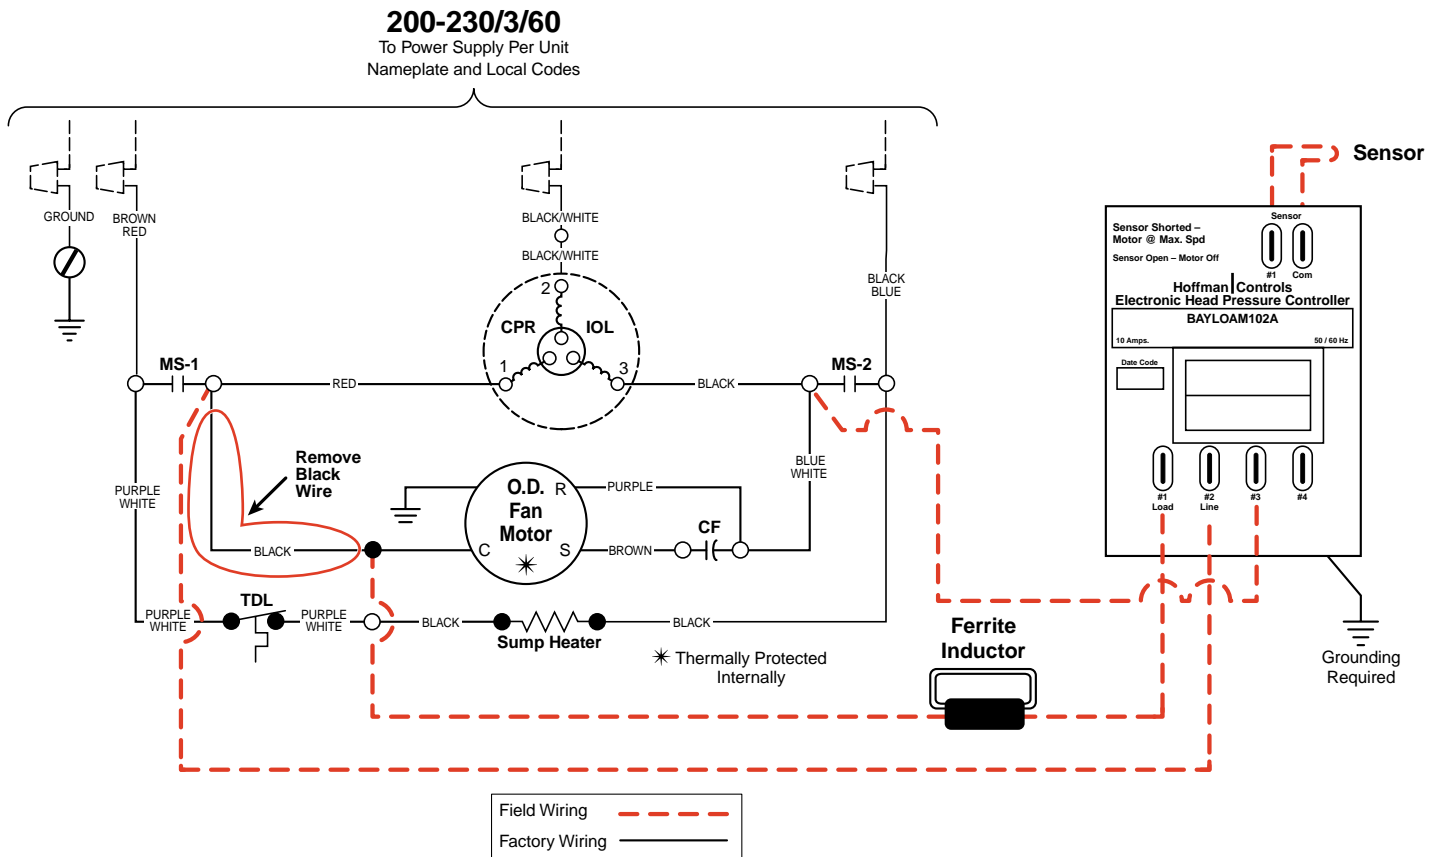 200-230/3/60
To Power Supply Per Unit
Nameplate and Local Codes
Sensor
GROUND
BROWN
RED
BLACK/WHITE
BLACK/WHITE
BLACK
BLUE
2
CPR
IOL
1
3
MS-1
RED
BLACK
MS-2
Remove
Black
Wire
PURPLE
WHITE
BLUE
WHITE
O.D.
Fan
Motor
R
C
S
PURPLE
BROWN
CF
BLACK
PURPLE
WHITE
TDL
PURPLE
WHITE
BLACK
Sump Heater
BLACK
Thermally Protected
Internally
Ferrite
Inductor
Sensor
Sensor Shorted –
Motor @ Max. Spd
Sensor Open – Motor Off
#1
Com
Hoffman Controls
Electronic Head Pressure Controller
BAYLOAM102A
10 Amps.
50 / 60 Hz
Date Code
#1
Load
#2
Line
#3
#4
Grounding
Required
Field Wiring
Factory Wiring